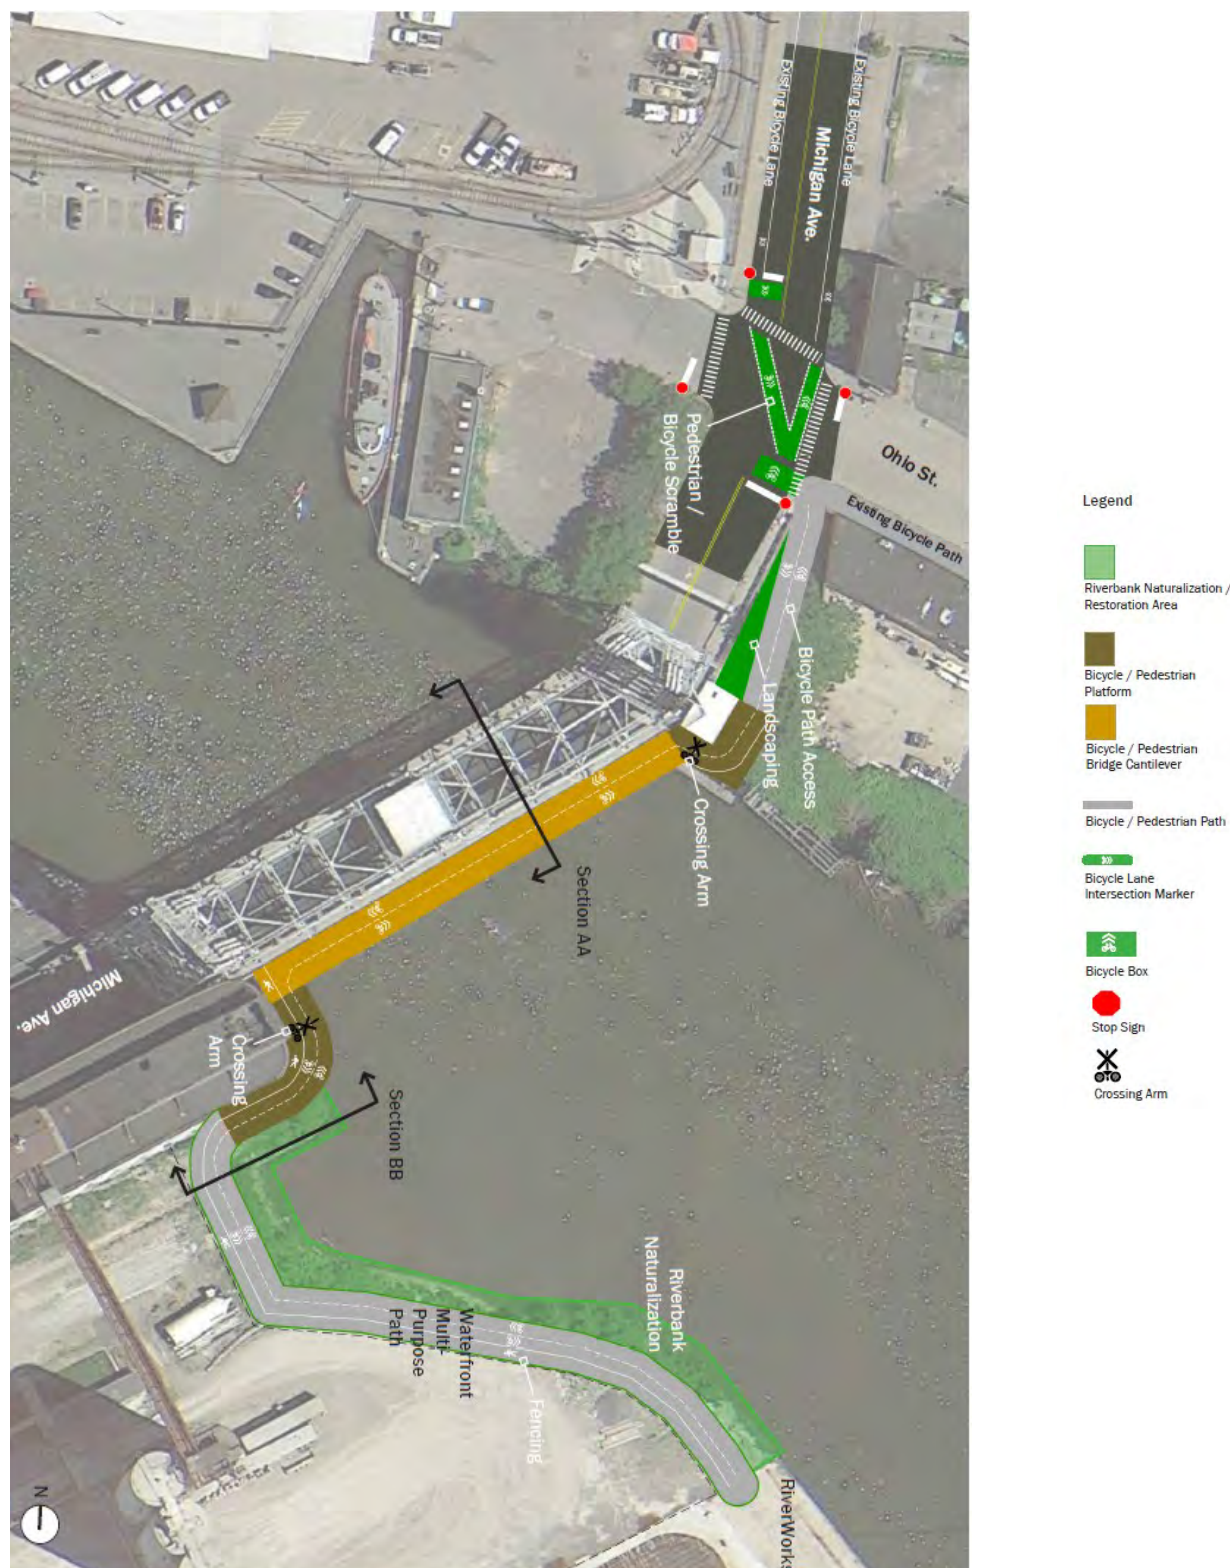 Existing Bicycle Lane
Existing Bicycle Lane
Michigan Ave.
Ohio St.
Existing Bicycle Path
Pedestrian /
Bicycle Scramble
Bicycle Path Access
Landscaping
Crossing Arm
Section AA
Michigan Ave.
Crossing
Arm
Section BB
Riverbank
Naturalization
Waterfront
Multi-
Purpose
Path
Fencing
RiverWorks
N
Legend
Riverbank Naturalization /
Restoration Area
Bicycle / Pedestrian
Platform
Bicycle / Pedestrian
Bridge Cantilever
Bicycle / Pedestrian Path
Bicycle Lane
Intersection Marker
Bicycle Box
Stop Sign
Crossing Arm